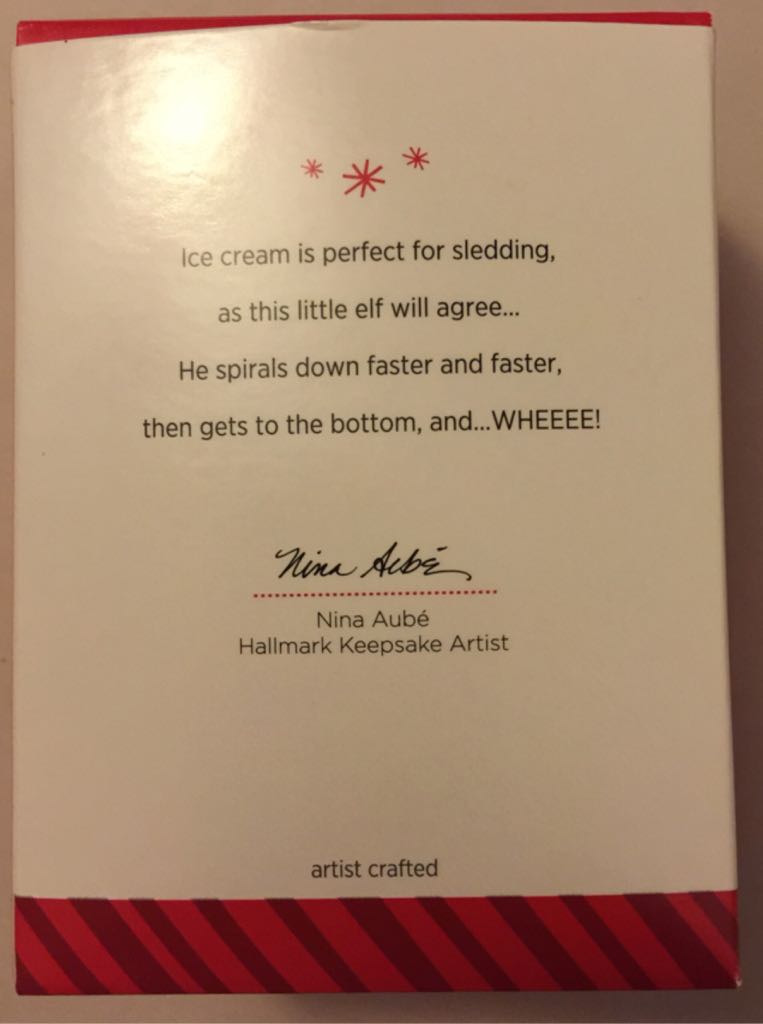 Ice cream is perfect for sledding,
as this little elf will agree...
He spirals down faster and faster,
then gets to the bottom, and...WHEEEE!
Nina Aubé
Nina Aubé
Hallmark Keepsake Artist
artist crafted